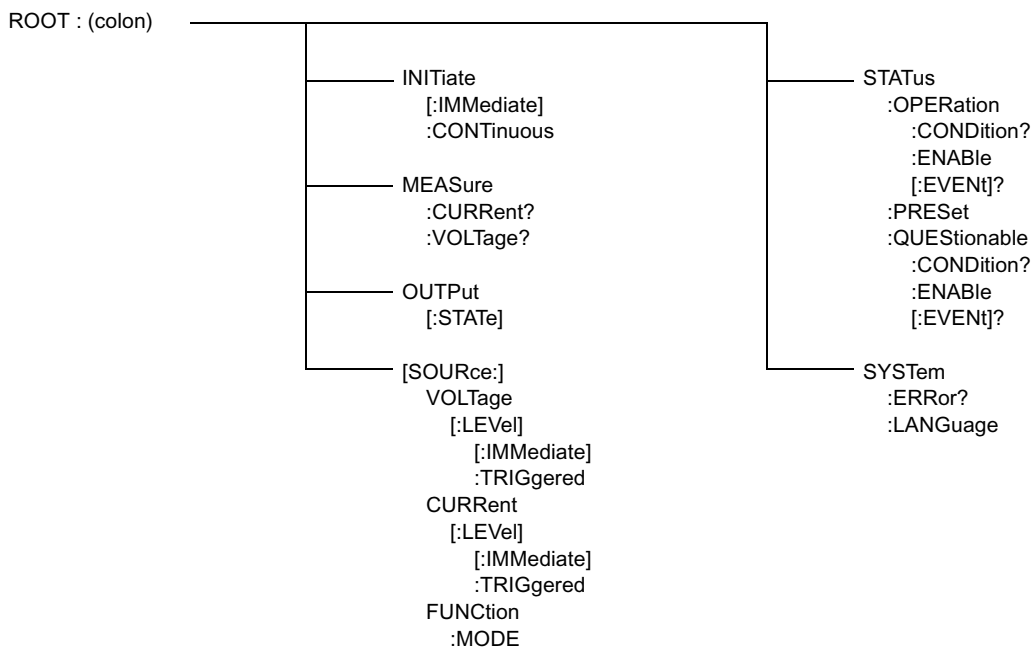 ROOT : (colon)
INITiate
[:IMMediate]
:CONTinuous
MEASure
:CURRent?
:VOLTage?
OUTPut
[:STATe]
[SOURce:]
VOLTage
[:LEVel]
[:IMMediate]
:TRIGgered
CURRent
[:LEVel]
[:IMMediate]
:TRIGgered
FUNCtion
:MODE
STATus
:OPERation
:CONDition?
:ENABle
[:EVENt]?
:PRESet
:QUEStionable
:CONDition?
:ENABle
[:EVENt]?
SYSTem
:ERRor?
:LANGuage